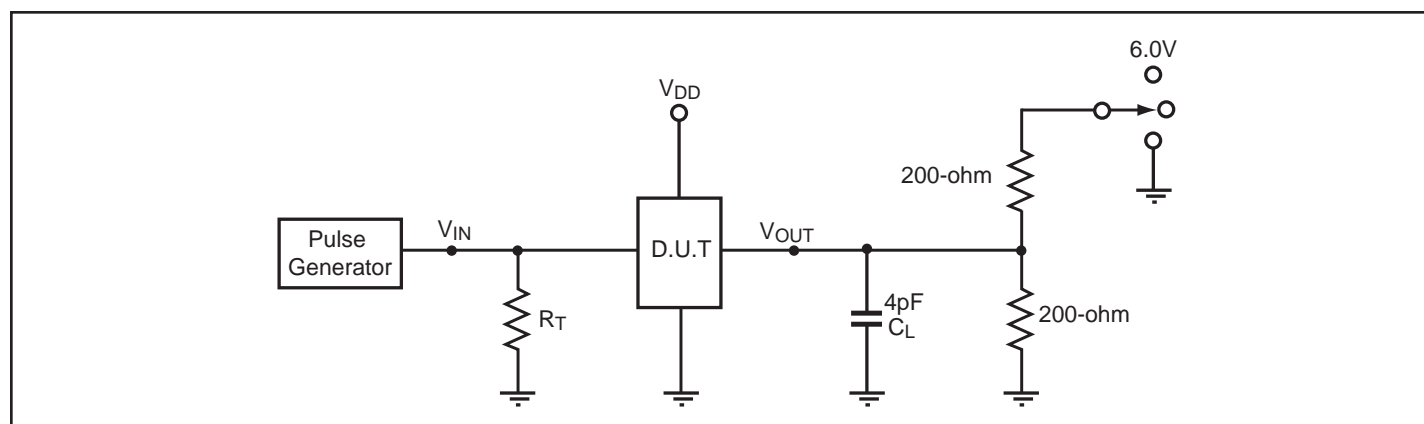 6.0V
VDD
200-ohm
Pulse
Generator
VIN
D.U.T
VOUT
RT
4pF
CL
200-ohm